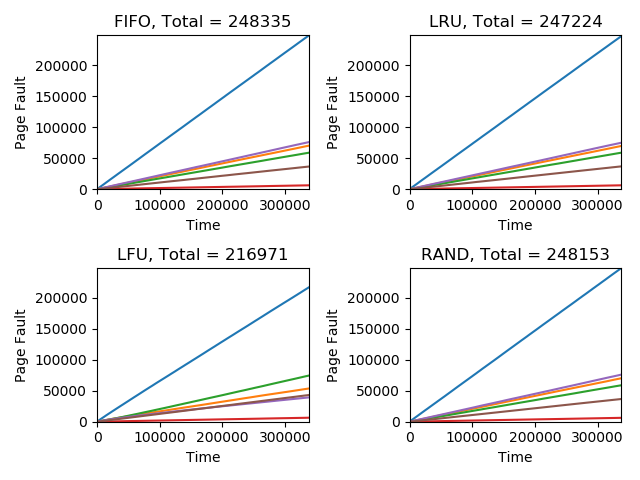 FIFO, Total = 248335
Page Fault
200000
150000
100000
50000
0
0 100000 200000 300000
Time
LRU, Total = 247224
Page Fault
200000
150000
100000
50000
0
0 100000 200000 300000
Time
LFU, Total = 216971
Page Fault
200000
150000
100000
50000
0
0 100000 200000 300000
Time
RAND, Total = 248153
Page Fault
200000
150000
100000
50000
0
0 100000 200000 300000
Time